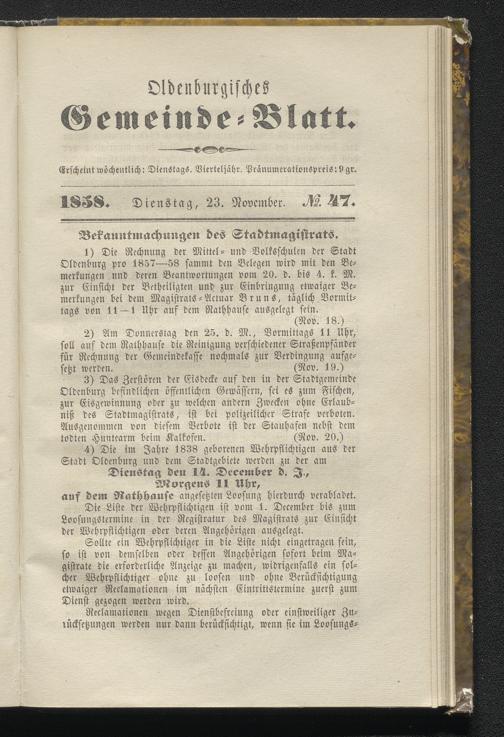 Oldenburgisches
Gemeinde-Blatt.
Erscheint wöchentlich: Dienstags. Vierteljähr. Pränumerationspreis: 9 gr.
1858. Dienstag, 23. November. № 47.
Bekanntmachungen des Stadtmagistrats.
1) Die Rechnung der Mittel- und Volksschulen der Stadt
Oldenburg pro 1857—58 sammt den Belegen wird mit den Be-
merkungen und deren Beantwortungen vom 20. d. bis 4. k. M.
zur Einsicht der Betheiligten und zur Einbringung etwaiger Be-
merkungen bei dem Magistrats-Actuar Bruns, täglich Vormit-
tags von 11—1 Uhr auf dem Rathhause ausgelegt sein.
(Nov. 18.)
2) Am Donnerstag den 25. d. M., Vormittags 11 Uhr,
soll auf dem Rathhause die Reinigung verschiedener Straßenpfänder
für Rechnung der Gemeindekasse nochmals zur Verdingung aufge-
setzt werden. (Nov. 19.)
3) Das Zerstören der Eisdecke auf den in der Stadtgemeinde
Oldenburg befindlichen öffentlichen Gewässern, sei es zum Fischen,
zur Eisgewinnung oder zu welchen andern Zwecken ohne Erlaub-
niß des Stadtmagistrats, ist bei polizeilicher Strafe verboten.
Ausgenommen von diesem Verbote ist der Stauhafen nebst dem
todten Huntearm beim Kalkofen. (Nov. 20.)
4) Die im Jahre 1838 geborenen Wehrpflichtigen aus der
Stadt Oldenburg und dem Stadtgebiete werden zu der am
Dienstag den 14. December d. J.,
Morgens 11 Uhr,
auf dem Rathhause angesetzten Loosung hierdurch verabladet.
Die Liste der Wehrpflichtigen ist vom 1. December bis zum
Loosungstermine in der Registratur des Magistrats zur Einsicht
der Wehrpflichtigen oder deren Angehörigen ausgelegt.
Sollte ein Wehrpflichtiger in die Liste nicht eingetragen sein,
so ist von demselben oder dessen Angehörigen sofort beim Ma-
gistrate die erforderliche Anzeige zu machen, widrigenfalls ein sol-
cher Wehrpflichtiger ohne zu loosen und ohne Berücksichtigung
etwaiger Reclamationen im nächsten Eintrittstermine zuerst zum
Dienst gezogen werden wird.
Reclamationen wegen Dienstbefreiung oder einstweiliger Zu-
rücksetzungen werden nur dann berücksichtigt, wenn sie im Loosungs-